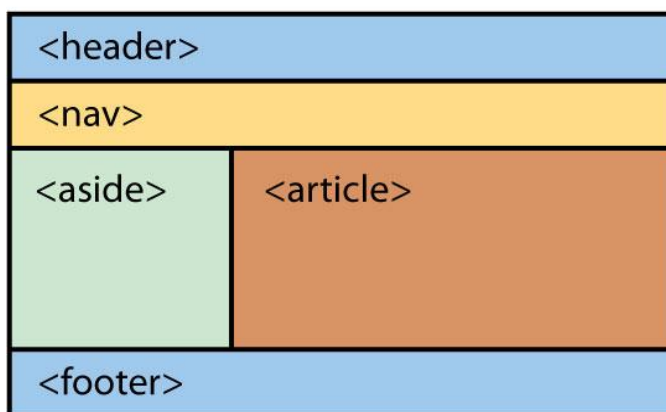 <header>
<nav>
<aside>
<article>
<footer>